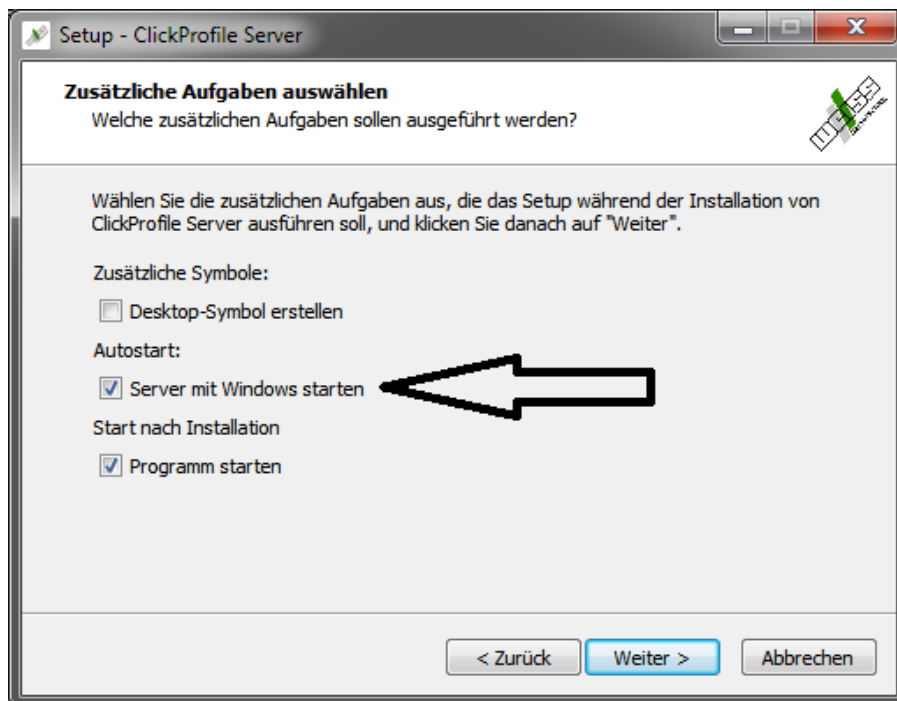 Setup - ClickProfile Server
Zusätzliche Aufgaben auswählen
Welche zusätzlichen Aufgaben sollen ausgeführt werden?
Wählen Sie die zusätzlichen Aufgaben aus, die das Setup während der Installation von
ClickProfile Server ausführen soll, und klicken Sie danach auf "Weiter".
Zusätzliche Symbole:
Desktop-Symbol erstellen
Autostart:
Server mit Windows starten
Start nach Installation
Programm starten
< Zurück
Weiter >
Abbrechen